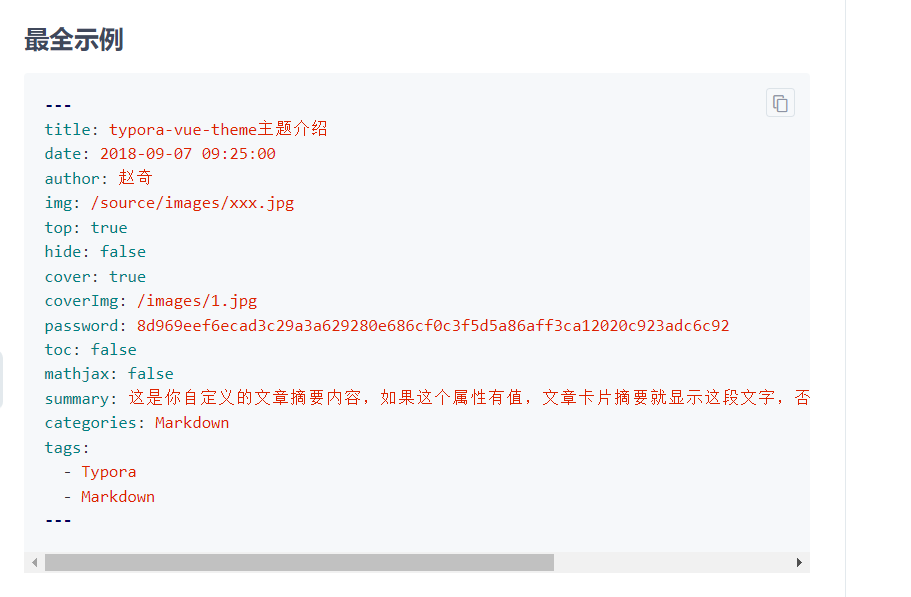 最全示例
---
title: typora-vue-theme主题介绍
date: 2018-09-07 09:25:00
author: 赵奇
img: /source/images/xxx.jpg
top: true
hide: false
cover: true
coverImg: /images/1.jpg
password: 8d969eef6ecad3c29a3a629280e686cf0c3f5d5a86aff3ca12020c923adc6c92
toc: false
mathjax: false
summary: 这是你自定义的文章摘要内容，如果这个属性有值，文章卡片摘要就显示这段文字，否
categories: Markdown
tags:
  - Typora
  - Markdown
---